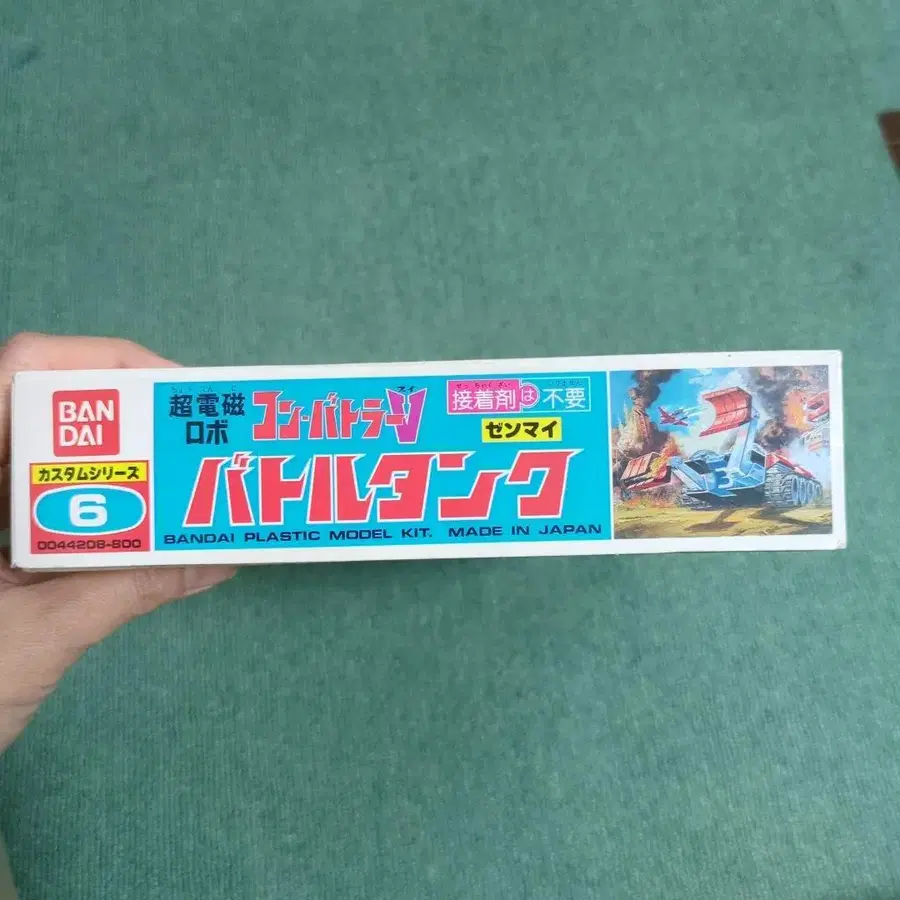 BAN
DAI
カスタムシリーズ
6
0044208-800
超電磁
ロボ
コン・バトラーV
ブイ
接着剤は不要
ゼンマイ
バトルタンク
BANDAI PLASTIC MODEL KIT. MADE IN JAPAN